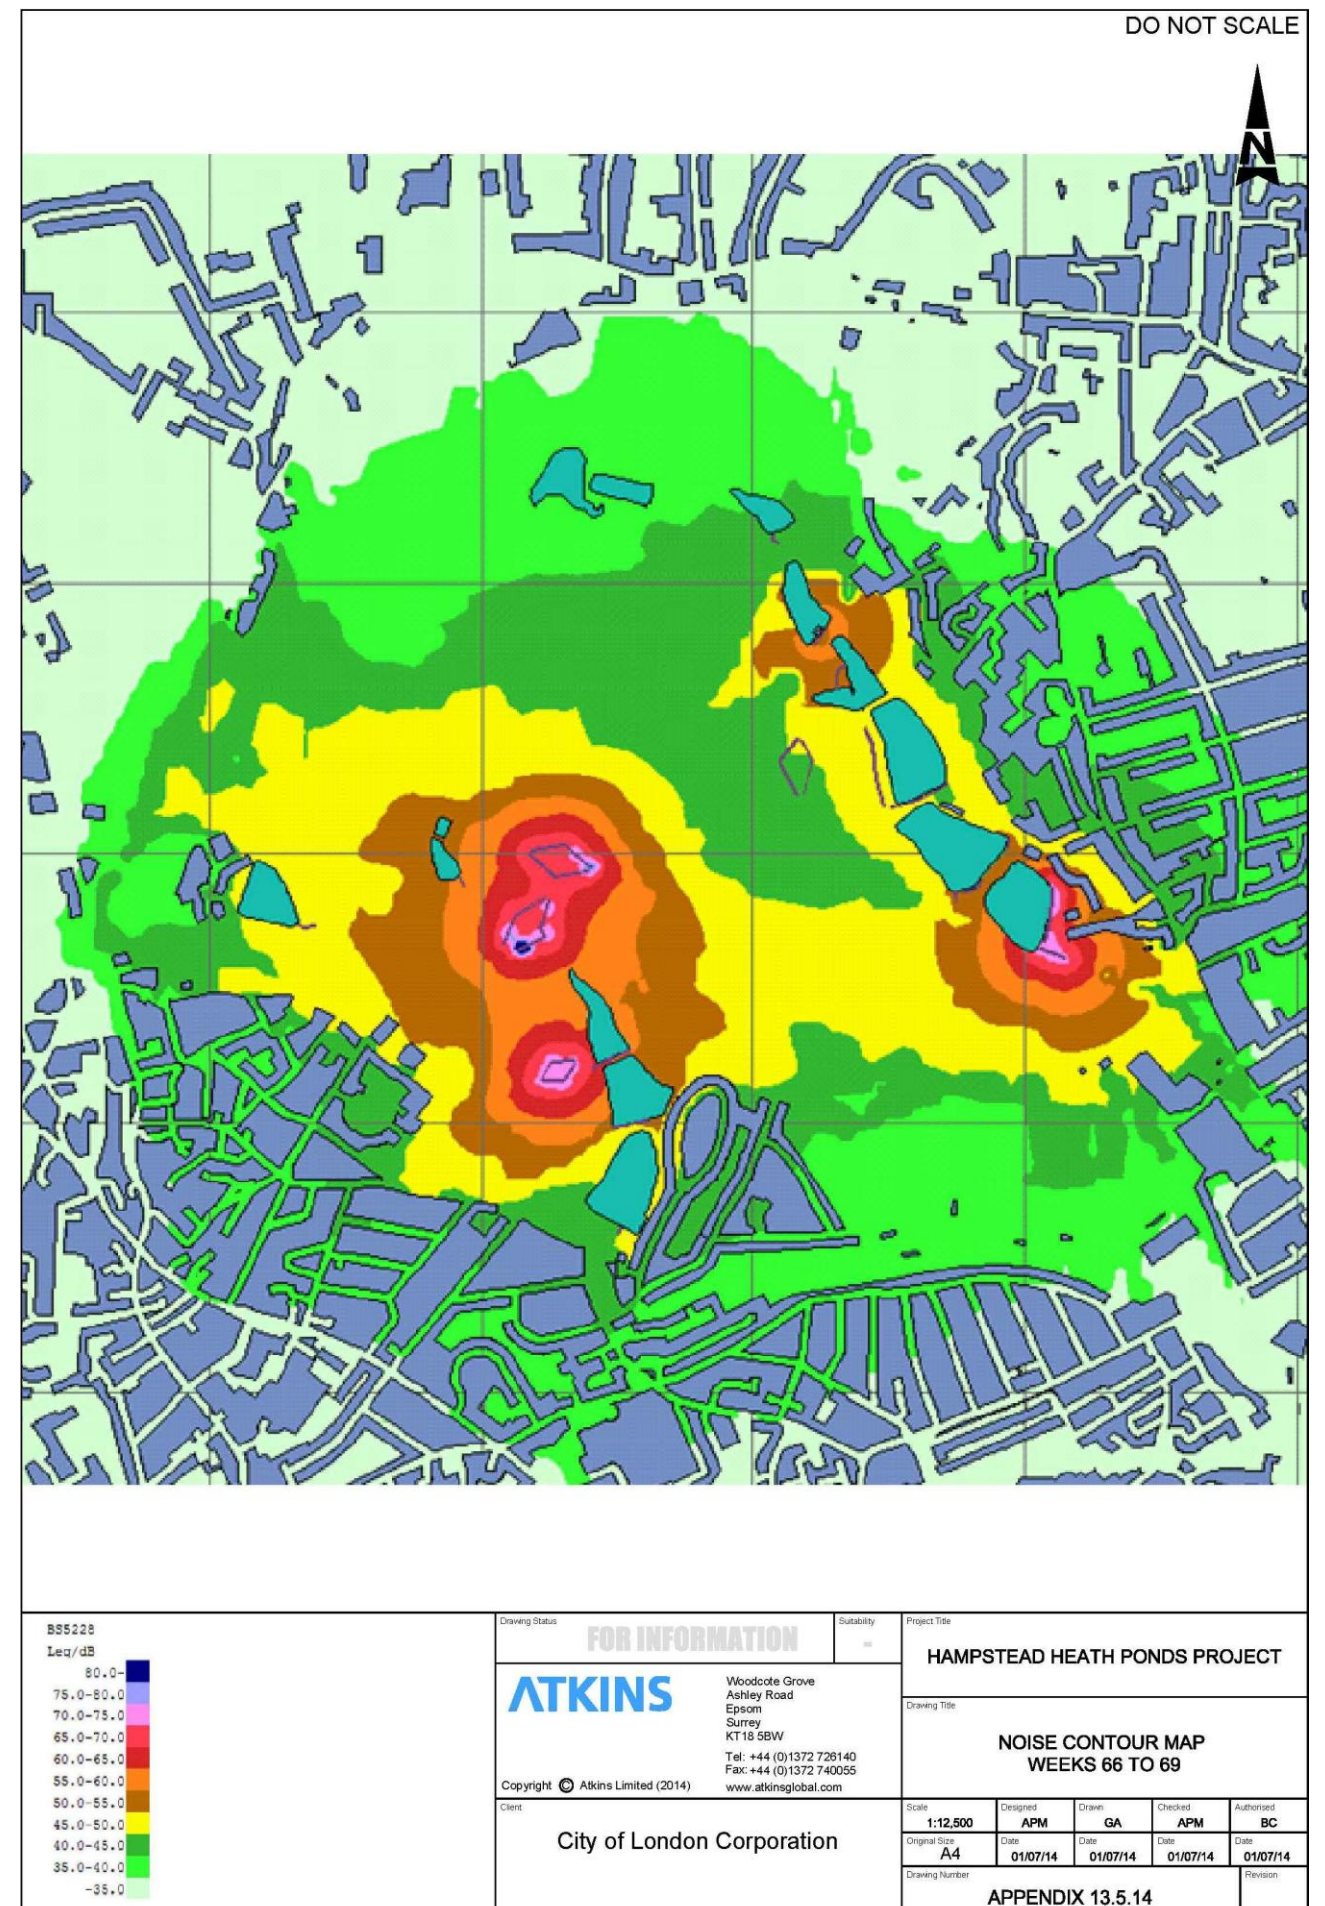 DO NOT SCALE
N
BS5228
Leq/dB
80.0-
75.0-80.0
70.0-75.0
65.0-70.0
60.0-65.0
55.0-60.0
50.0-55.0
45.0-50.0
40.0-45.0
35.0-40.0
-35.0
Drawing Status
FOR INFORMATION
Suitability
-
ATKINS
Woodcote Grove
Ashley Road
Epsom
Surrey
KT18 5BW
Tel: +44 (0)1372 726140
Fax: +44 (0)1372 740055
www.atkinsglobal.com
Copyright © Atkins Limited (2014)
Client
City of London Corporation
Project Title
HAMPSTEAD HEATH PONDS PROJECT
Drawing Title
NOISE CONTOUR MAP
WEEKS 66 TO 69
Scale
1:12,500
Designed
APM
Drawn
GA
Checked
APM
Authorised
BC
Original Size
A4
Date
01/07/14
Date
01/07/14
Date
01/07/14
Date
01/07/14
Drawing Number
APPENDIX 13.5.14
Revision